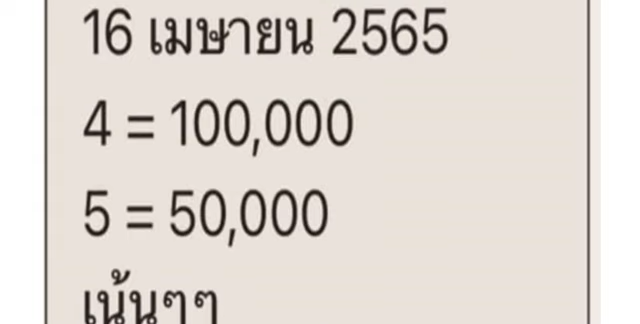 16 เมษายน 2565
4 = 100,000
5 = 50,000
เน้นๆๆ